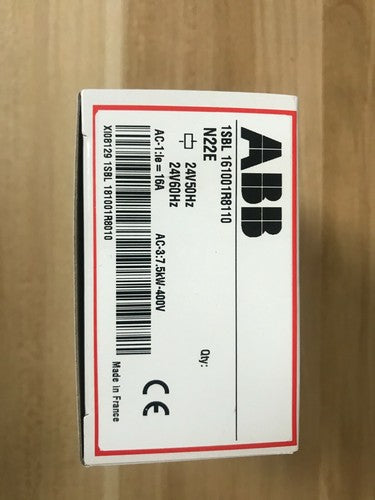 ABB
1SBL 161001R8110
N22E
24V50Hz
24V60Hz
AC-1:Ie = 16A
AC-3:7.5kW-400V
XI08129 1SBL 181001R8010
Qty:
CE
Made in France